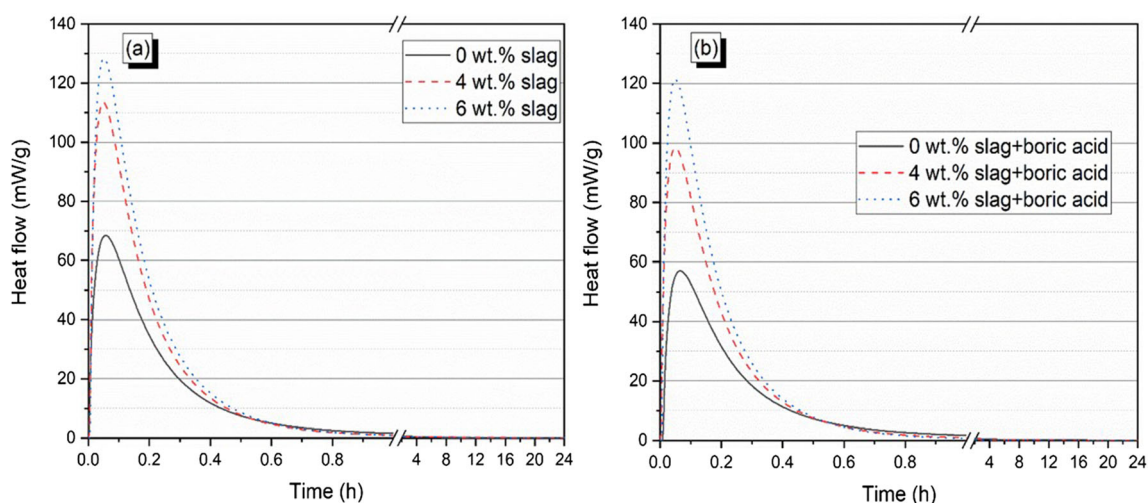 (a)
0 wt.% slag
4 wt.% slag
6 wt.% slag
Heat flow (mW/g)
140
120
100
80
60
40
20
0
0.0 0.2 0.4 0.6 0.8 4 8 12 16 20 24
Time (h)
(b)
0 wt.% slag+boric acid
4 wt.% slag+boric acid
6 wt.% slag+boric acid
Heat flow (mW/g)
140
120
100
80
60
40
20
0
0.0 0.2 0.4 0.6 0.8 4 8 12 16 20 24
Time (h)